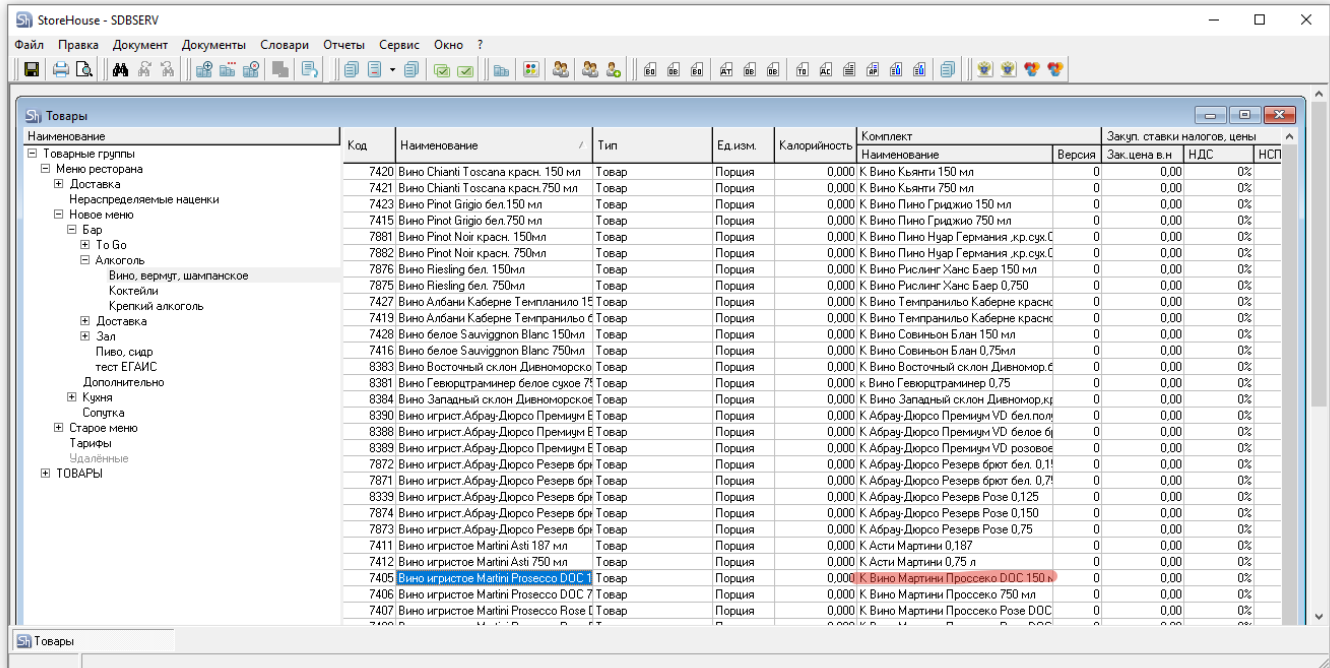 StoreHouse - SDBSERV
Файл Правка Документ Документы Словари Отчеты Сервис Окно ?
Товары
Наименование
Товарные группы
Меню ресторана
Доставка
Нераспределяемые наценки
Новое меню
Бар
To Go
Алкоголь
Вино, вермут, шампанское
Коктейли
Крепкий алкоголь
Доставка
Зал
Пиво, сидр
тест ЕГАИС
Дополнительно
Кухня
Сопутка
Старое меню
Тарифы
Удалённые
ТОВАРЫ
Код Наименование Тип Ед.изм. Калорийность Комплект Закуп. ставки налогов, цены
Наименование Версия Зак.цена в.н НДС НСП
7420 Вино Chianti Toscana красн. 150 мл Товар Порция 0,000 К Вино Кьянти 150 мл 0 0,00 0%
7421 Вино Chianti Toscana красн.750 мл Товар Порция 0,000 К Вино Кьянти 750 мл 0 0,00 0%
7423 Вино Pinot Grigio бел.150 мл Товар Порция 0,000 К Вино Пино Гриджио 150 мл 0 0,00 0%
7415 Вино Pinot Grigio бел.750 мл Товар Порция 0,000 К Вино Пино Гриджио 750 мл 0 0,00 0%
7881 Вино Pinot Noir красн. 150мл Товар Порция 0,000 К Вино Пино Нуар Германия ,кр.сух.0 0 0,00 0%
7882 Вино Pinot Noir красн. 750мл Товар Порция 0,000 К Вино Пино Нуар Германия ,кр.сух.0 0 0,00 0%
7876 Вино Riesling бел. 150мл Товар Порция 0,000 К Вино Рислинг Ханс Баер 150 мл 0 0,00 0%
7875 Вино Riesling бел. 750мл Товар Порция 0,000 К Вино Рислинг Ханс Баер 0,750 0 0,00 0%
7427 Вино Албани Каберне Темпланило 15 Товар Порция 0,000 К Вино Темпранильо Каберне красно 0 0,00 0%
7419 Вино Албани Каберне Темпранильо б Товар Порция 0,000 К Вино Темпранильо Каберне красно 0 0,00 0%
7428 Вино белое Sauviggnon Blanc 150мл Товар Порция 0,000 К Вино Совиньон Блан 150 мл 0 0,00 0%
7416 Вино белое Sauviggnon Blanc 750мл Товар Порция 0,000 К Вино Совиньон Блан 0,75мл 0 0,00 0%
8383 Вино Восточный склон Дивноморско Товар Порция 0,000 К Вино Восточный склон Дивномор.б 0 0,00 0%
8381 Вино Гевюрцтраминер белое сухое 75 Товар Порция 0,000 к Вино Гевюрцтраминер 0,75 0 0,00 0%
8384 Вино Западный склон Дивноморское Товар Порция 0,000 К Вино Западный склон Дивномор,кр 0 0,00 0%
8390 Вино игрист.Абрау-Дюрсо Премиум Товар Порция 0,000 К Абрау-Дюрсо Премиум VD бел.полу 0 0,00 0%
8388 Вино игрист.Абрау-Дюрсо Премиум Товар Порция 0,000 К Абрау-Дюрсо Премиум VD белое бр 0 0,00 0%
8389 Вино игрист.Абрау-Дюрсо Премиум Товар Порция 0,000 К Абрау-Дюрсо Премиум VD розовое 0 0,00 0%
7872 Вино игрист.Абрау-Дюрсо Резерв брю Товар Порция 0,000 К Абрау-Дюрсо Резерв брют бел. 0,15 0 0,00 0%
7871 Вино игрист.Абрау-Дюрсо Резерв брю Товар Порция 0,000 К Абрау-Дюрсо Резерв брют бел. 0,75 0 0,00 0%
8339 Вино игрист.Абрау-Дюрсо Резерв брю Товар Порция 0,000 К Абрау-Дюрсо Резерв Розе 0,125 0 0,00 0%
7874 Вино игрист.Абрау-Дюрсо Резерв брю Товар Порция 0,000 К Абрау-Дюрсо Резерв Розе 0,150 0 0,00 0%
7873 Вино игрист.Абрау-Дюрсо Резерв брю Товар Порция 0,000 К Абрау-Дюрсо Резерв Розе 0,75 0 0,00 0%
7411 Вино игристое Martini Asti 187 мл Товар Порция 0,000 К Асти Мартини 0,187 0 0,00 0%
7412 Вино игристое Martini Asti 750 мл Товар Порция 0,000 К Асти Мартини 0,75 л 0 0,00 0%
7405 Вино игристое Martini Prosecco DOC 1 Товар Порция 0,000 К Вино Мартини Проссеко DOC 150 м 0 0,00 0%
7406 Вино игристое Martini Prosecco DOC 7 Товар Порция 0,000 К Вино Мартини Проссеко 750 мл 0 0,00 0%
7407 Вино игристое Martini Prosecco Rose D Товар Порция 0,000 К Вино Мартини Проссеко Розе DOC 0 0,00 0%
Товары